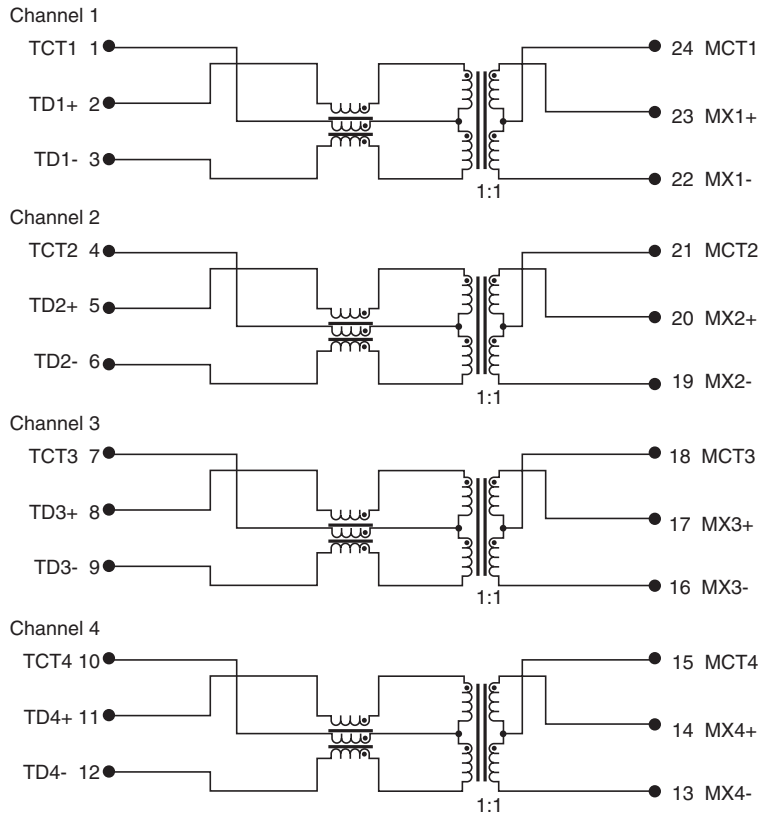 Channel 1
TCT1 1
24 MCT1
TD1+ 2
23 MX1+
TD1- 3
22 MX1-
1:1
Channel 2
TCT2 4
21 MCT2
TD2+ 5
20 MX2+
TD2- 6
19 MX2-
1:1
Channel 3
TCT3 7
18 MCT3
TD3+ 8
17 MX3+
TD3- 9
16 MX3-
1:1
Channel 4
TCT4 10
15 MCT4
TD4+ 11
14 MX4+
TD4- 12
13 MX4-
1:1